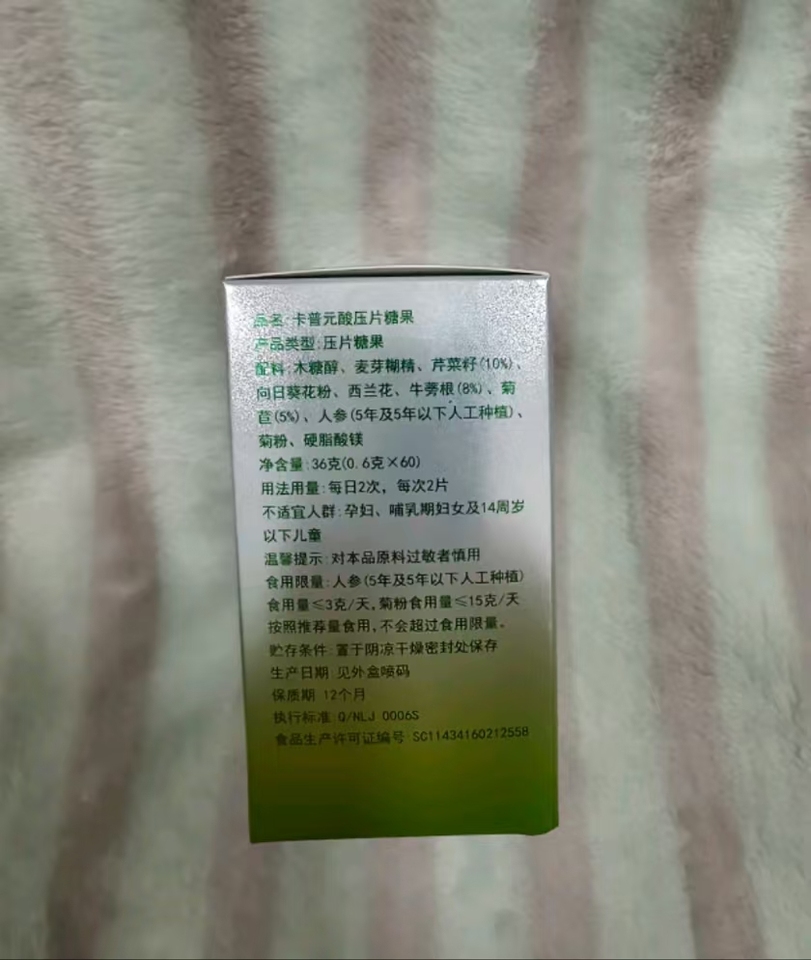 品名:卡普元酸压片糖果
产品类型:压片糖果
配料:木糖醇、麦芽糊精、芹菜籽(10%)、
向日葵花粉、西兰花、牛蒡根(8%)、菊
苣(5%)、人参(5年及5年以下人工种植)、
菊粉、硬脂酸镁
净含量:36克(0.6克×60)
用法用量:每日2次，每次2片
不适宜人群:孕妇、哺乳期妇女及14周岁
以下儿童
温馨提示:对本品原料过敏者慎用
食用限量:人参(5年及5年以下人工种植)
食用量≤3克/天,菊粉食用量≤15克/天
按照推荐量食用,不会超过食用限量。
贮存条件:置于阴凉干燥密封处保存
生产日期:见外盒喷码
保质期:12个月
执行标准:Q/NLJ 0006S
食品生产许可证编号:SC11434160212558